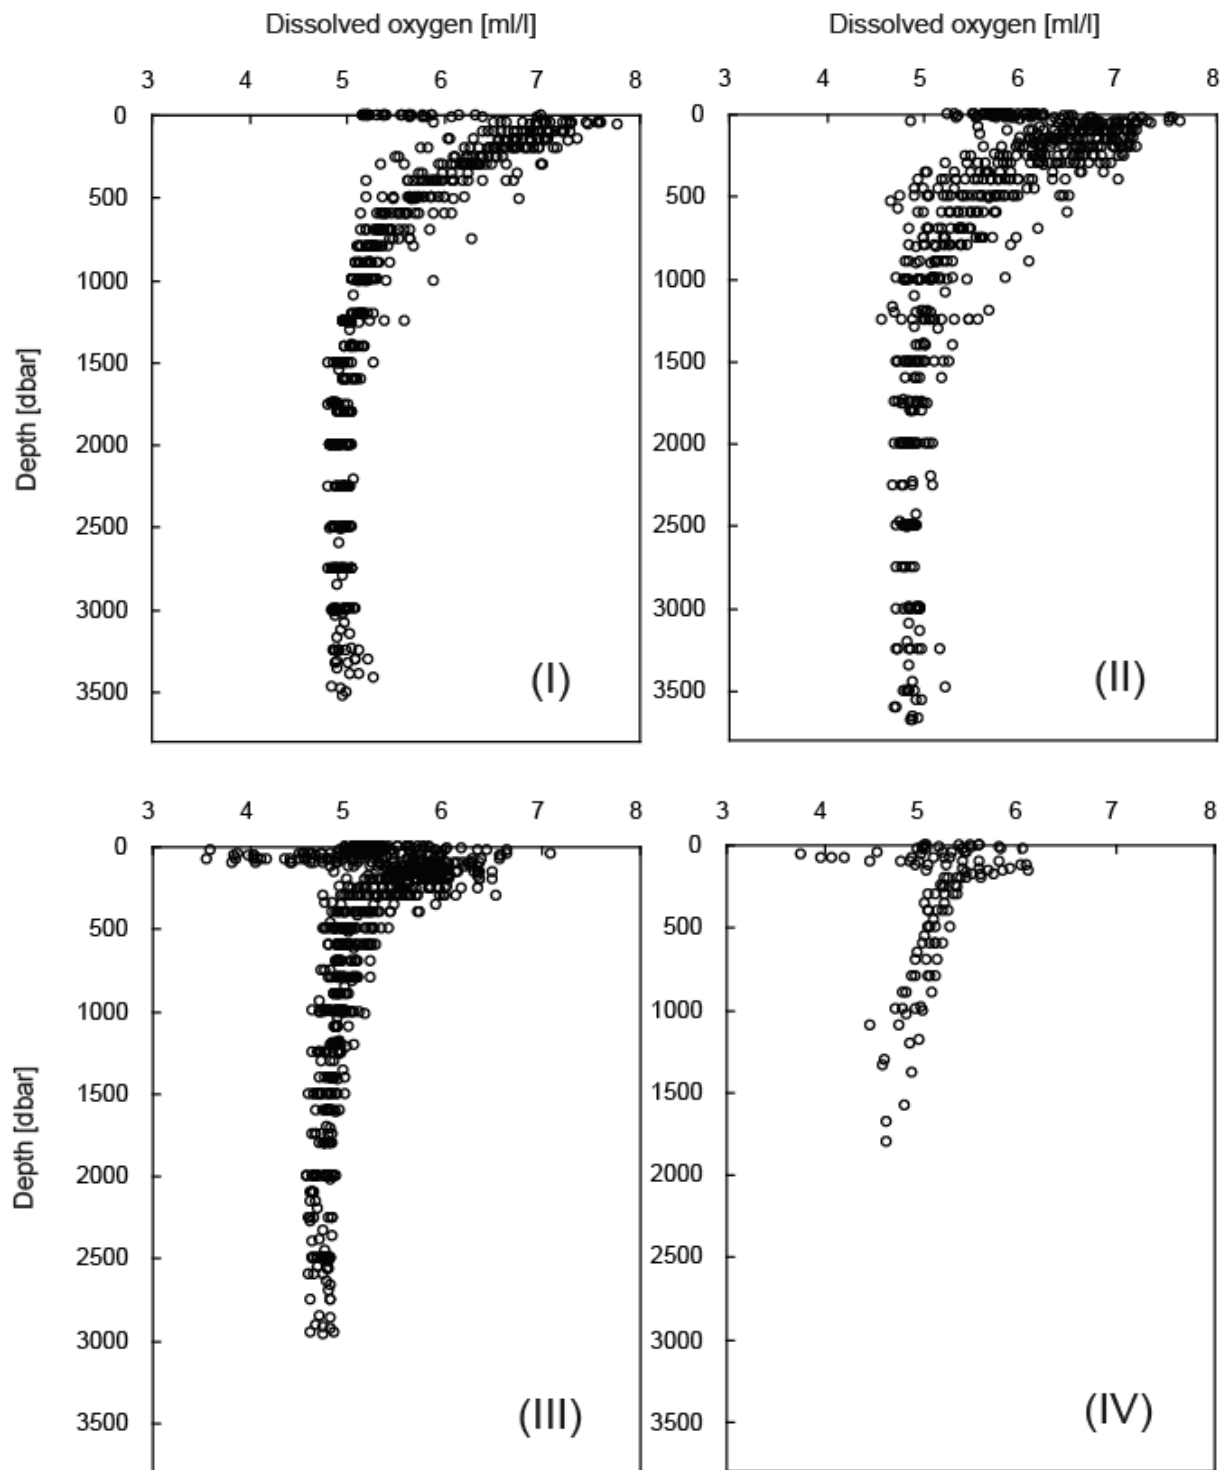 Dissolved oxygen [ml/l] Dissolved oxygen [ml/l]
3 4 5 6 7 8 3 4 5 6 7 8
0 0
500 500
1000 1000
1500 1500
2000 2000
2500 2500
3000 3000
3500 3500
Depth [dbar]
(I) (II)
3 4 5 6 7 8 3 4 5 6 7 8
0 0
500 500
1000 1000
1500 1500
2000 2000
2500 2500
3000 3000
3500 3500
Depth [dbar]
(III) (IV)